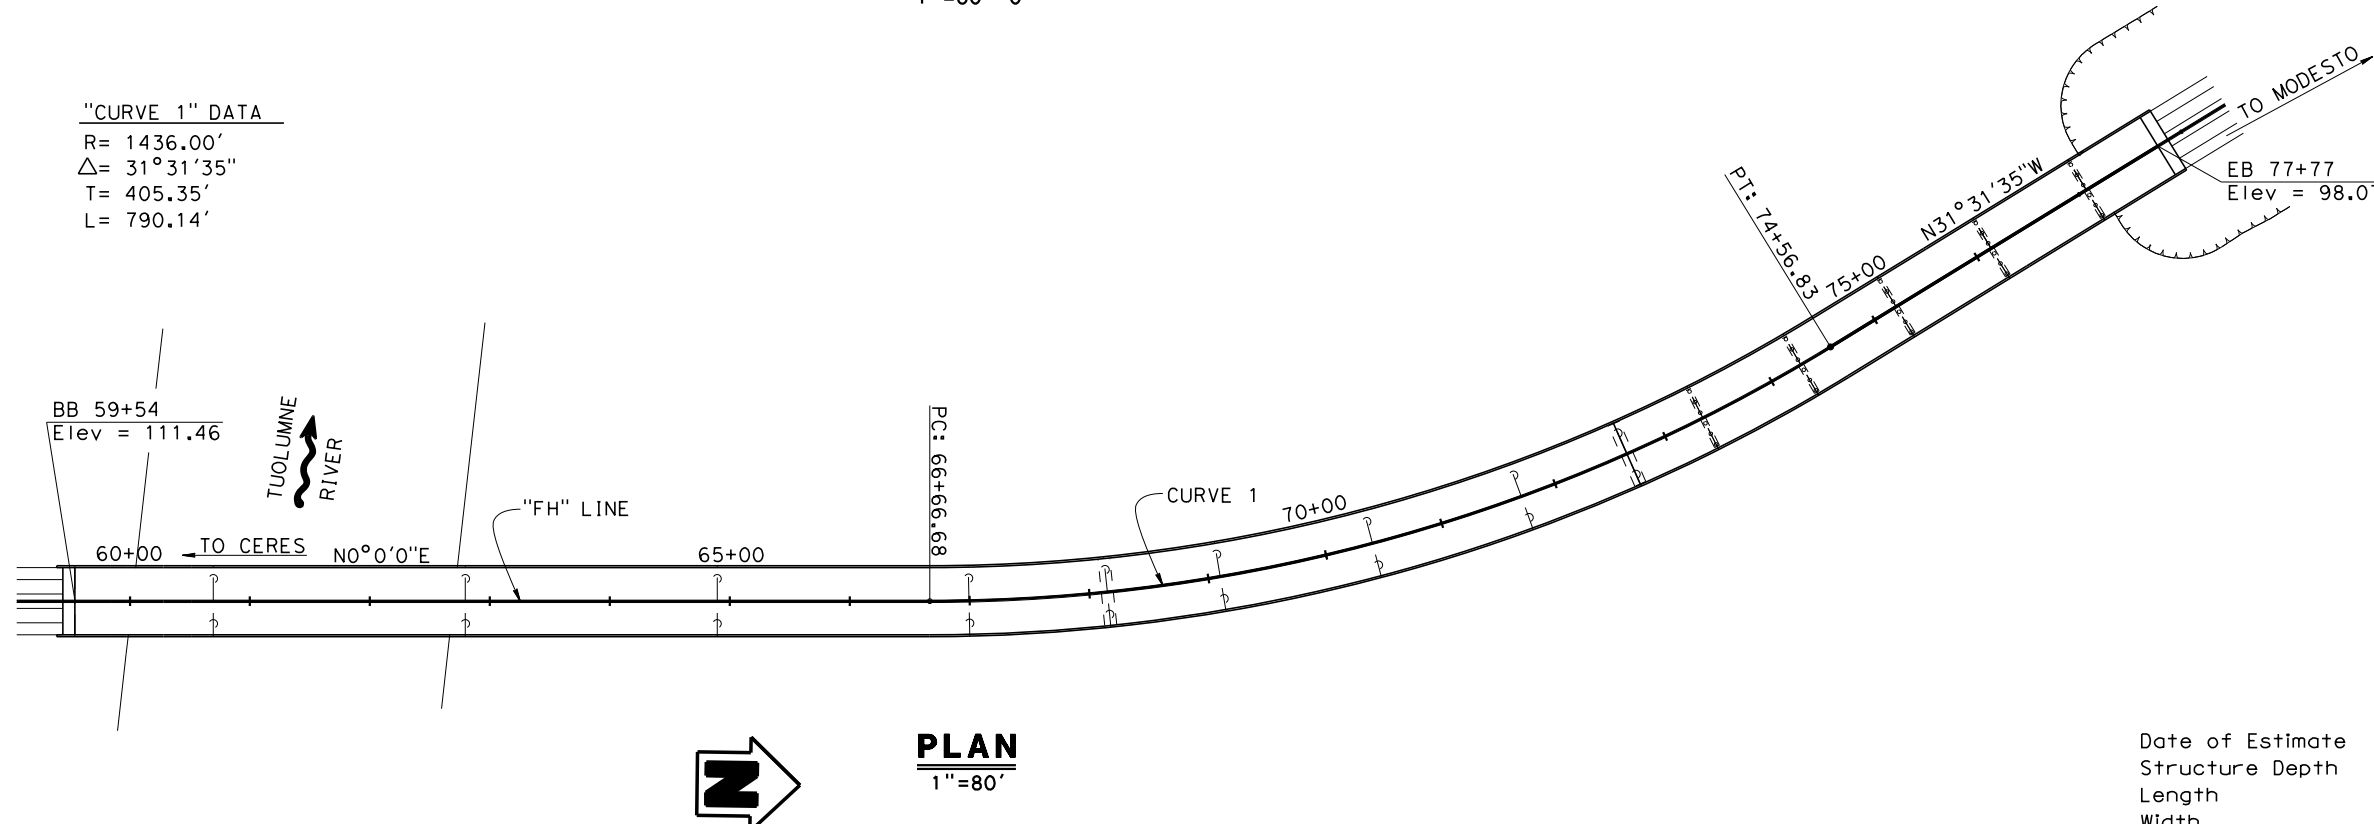 "CURVE 1" DATA
R= 1436.00'
△= 31°31'35"
T= 405.35'
L= 790.14'
TO MODESTO
EB 77+77
N31°31'35"W
PT: 74+56.83
75+00
BB 59+54
Elev = 111.46
TUOLUMNE
RIVER
"FH" LINE
PC: 66+66.68
CURVE 1
70+00
60+00
TO CERES
N0°0'0"E
65+00
N
PLAN
1"=80'
Date of Estimate
Structure Depth
Length
Width